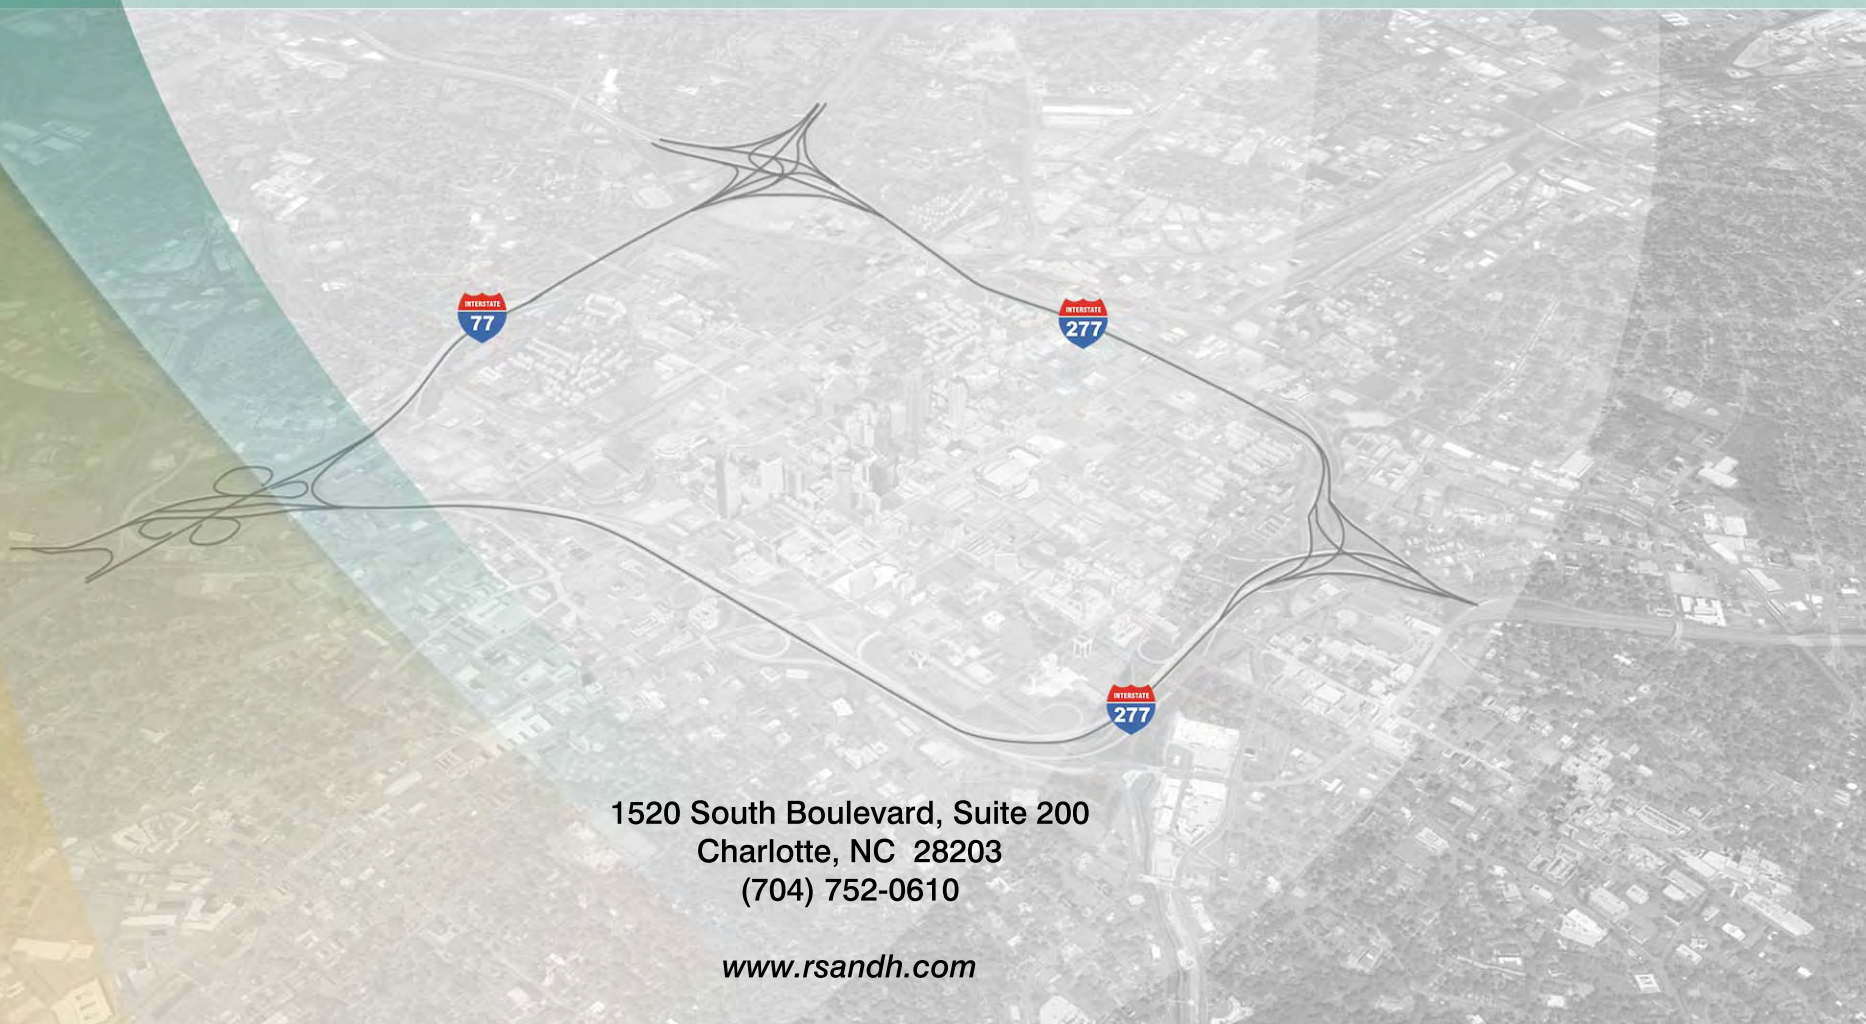 INTERSTATE
77
INTERSTATE
277
INTERSTATE
277
1520 South Boulevard, Suite 200
Charlotte, NC  28203
(704) 752-0610
www.rsandh.com